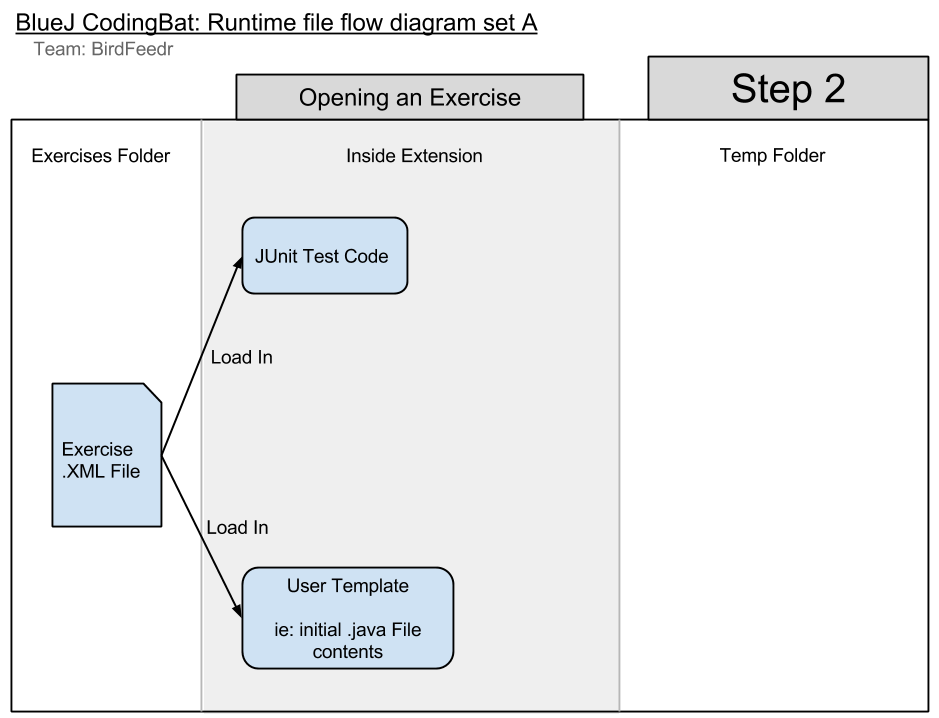 BlueJ CodingBat: Runtime file flow diagram set A
Team: BirdFeedr
Opening an Exercise
Step 2
Exercises Folder
Inside Extension
Temp Folder
JUnit Test Code
Load In
Exercise
.XML File
Load In
User Template
ie: initial .java File
contents